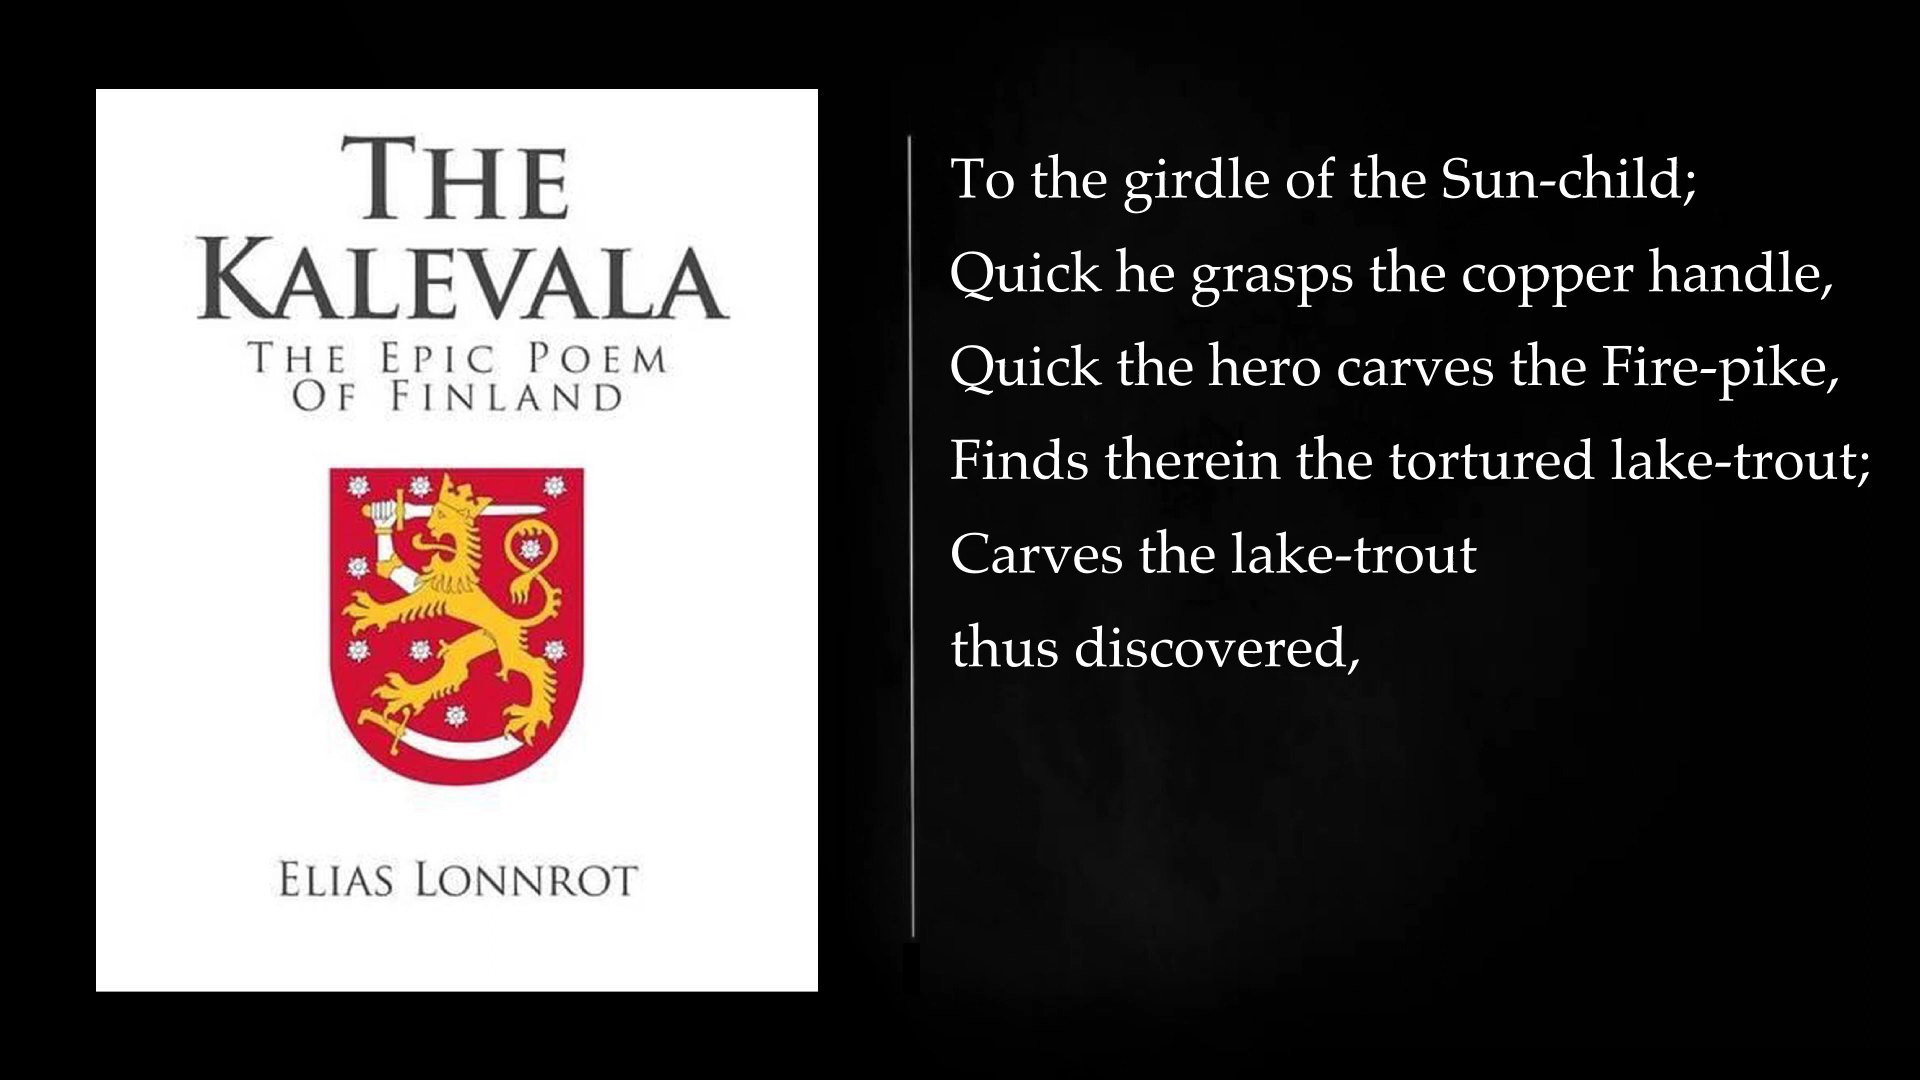 THE
KALEVALA
THE EPIC POEM
OF FINLAND
ELIAS LONNROT
To the girdle of the Sun-child;
Quick he grasps the copper handle,
Quick the hero carves the Fire-pike,
Finds therein the tortured lake-trout;
Carves the lake-trout
thus discovered,